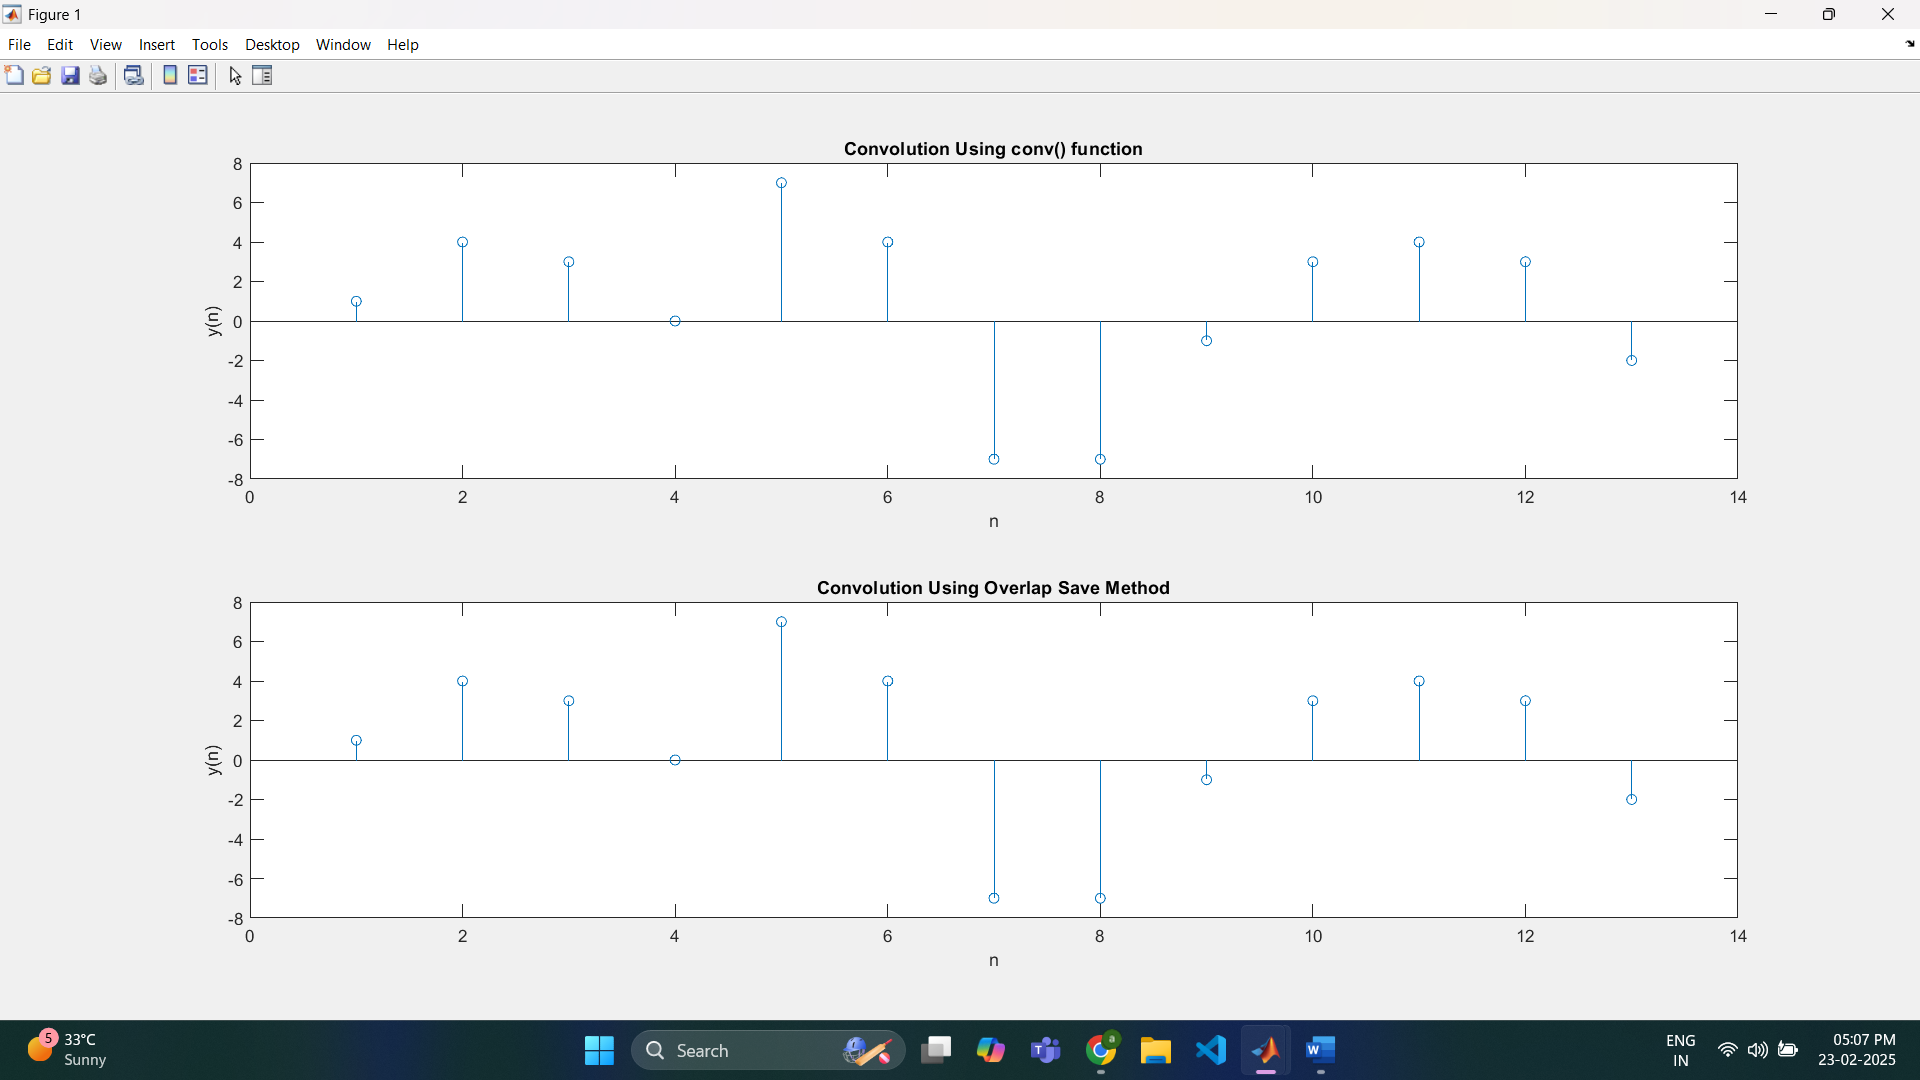 Figure 1
File Edit View Insert Tools Desktop Window Help
Convolution Using conv() function
8
6
4
2
0
-2
-4
-6
-8
y(n)
0 2 4 6 8 10 12 14
n
Convolution Using Overlap Save Method
8
6
4
2
0
-2
-4
-6
-8
y(n)
0 2 4 6 8 10 12 14
n
5
33°C
Sunny
Search
T
a
W
ENG
IN
05:07 PM
23-02-2025